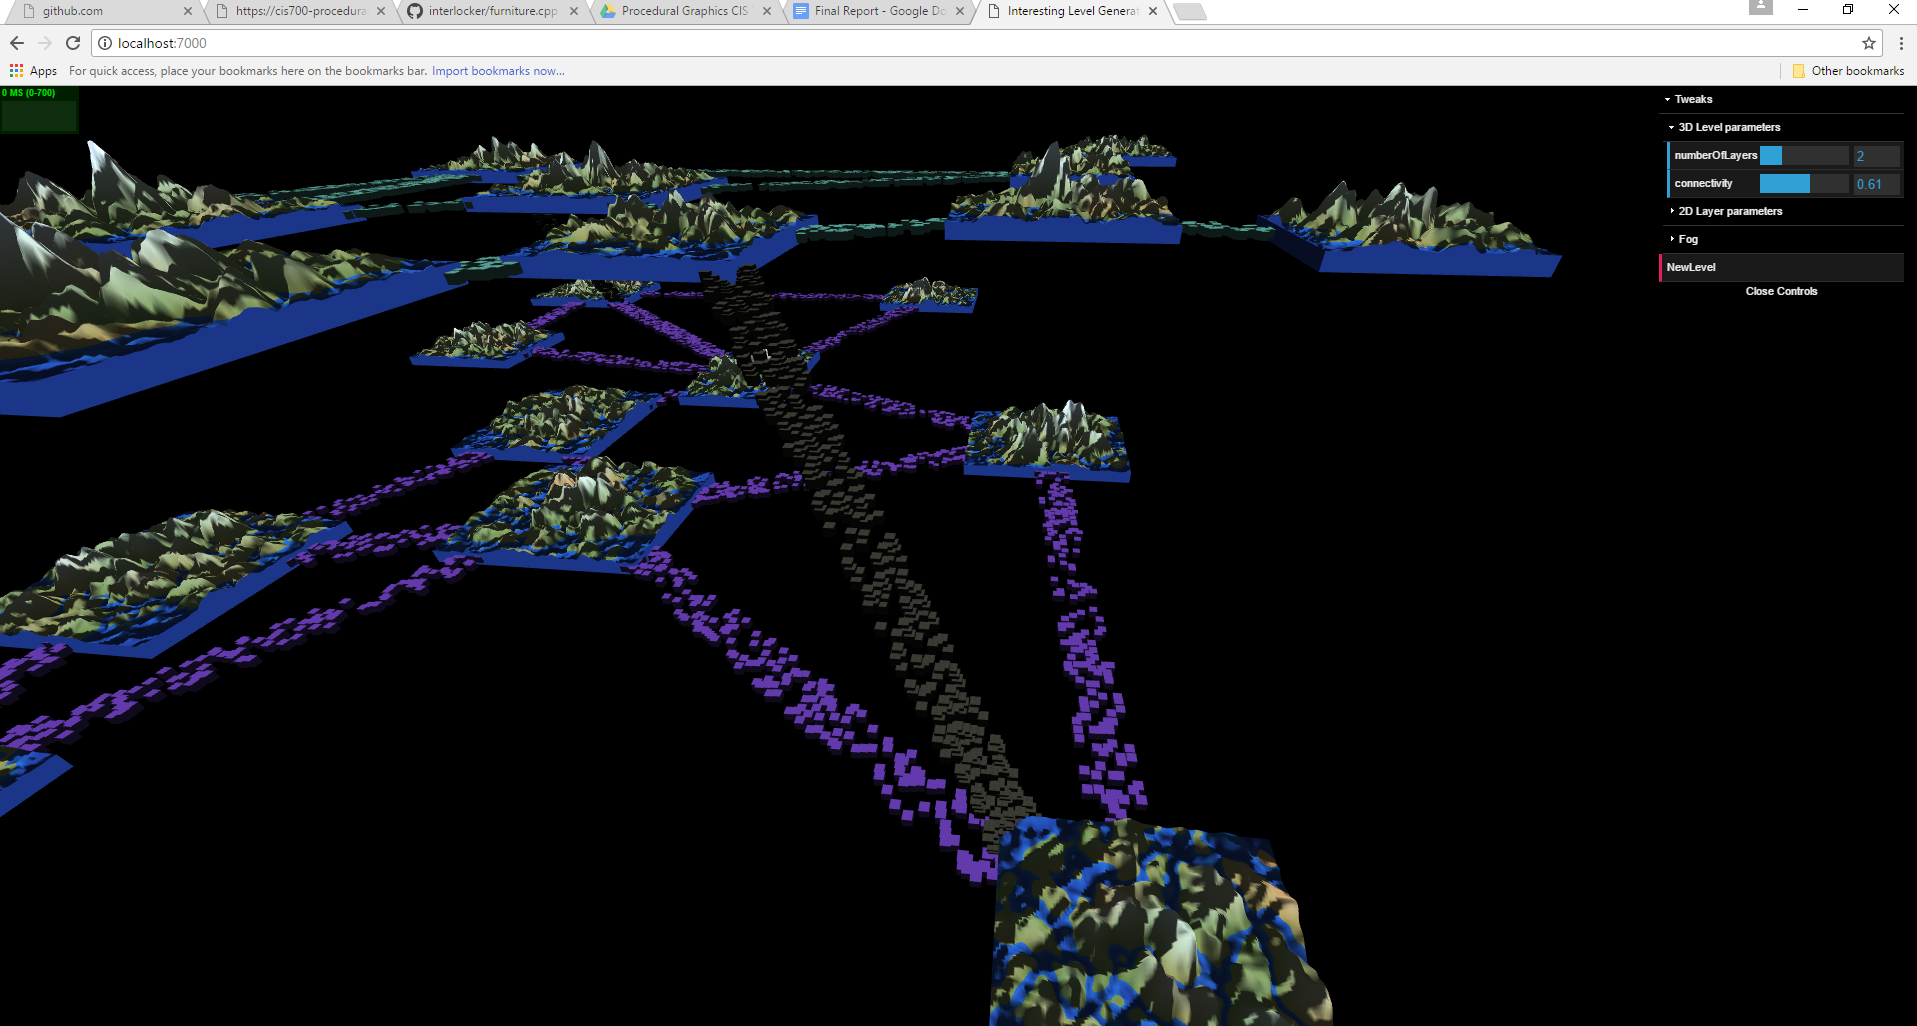 github.com
https://cis700-procedura
interlocker/furniture.cpp
Procedural Graphics CIS
Final Report - Google Do
Interesting Level Generat
localhost:7000
Apps
For quick access, place your bookmarks here on the bookmarks bar. Import bookmarks now...
Other bookmarks
0 MS (0-700)
Tweaks
3D Level parameters
numberOfLayers 2
connectivity 0.61
2D Layer parameters
Fog
NewLevel
Close Controls